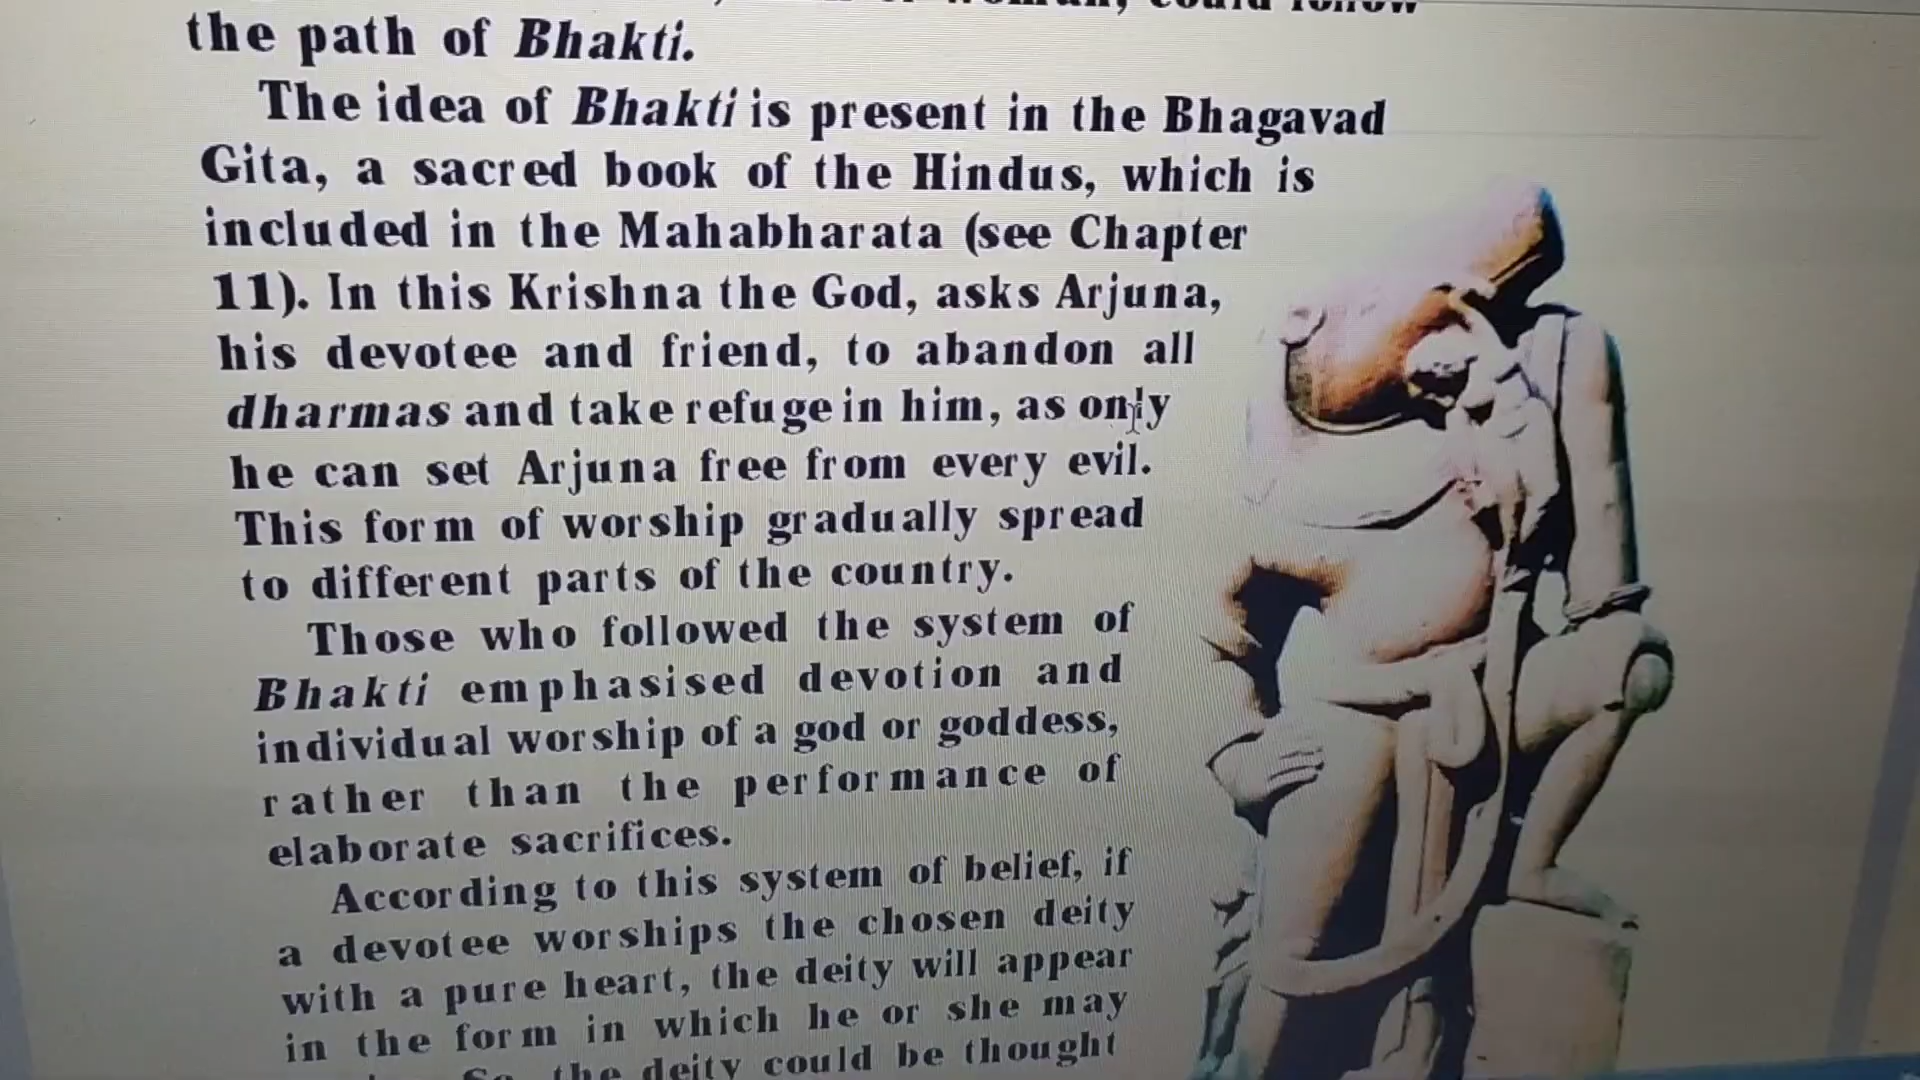 could follow
the path of Bhakti.
The idea of Bhakti is present in the Bhagavad
Gita, a sacred book of the Hindus, which is
included in the Mahabharata (see Chapter
11). In this Krishna the God, asks Arjuna,
his devotee and friend, to abandon all
dharmas and take refuge in him, as only
he can set Arjuna free from every evil.
This form of worship gradually spread
to different parts of the country.
Those who followed the system of
Bhakti emphasised devotion and
individual worship of a god or goddess,
rather than the performance of
elaborate sacrifices.
According to this system of belief, if
a devotee worships the chosen deity
with a pure heart, the deity will appear
in the form in which he or she may
So, the deity could be thought